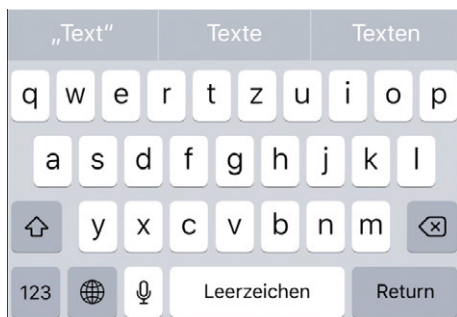 „Text“ Texte Texten
q w e r t z u i o p
a s d f g h j k l
y x c v b n m
123 Leerzeichen Return